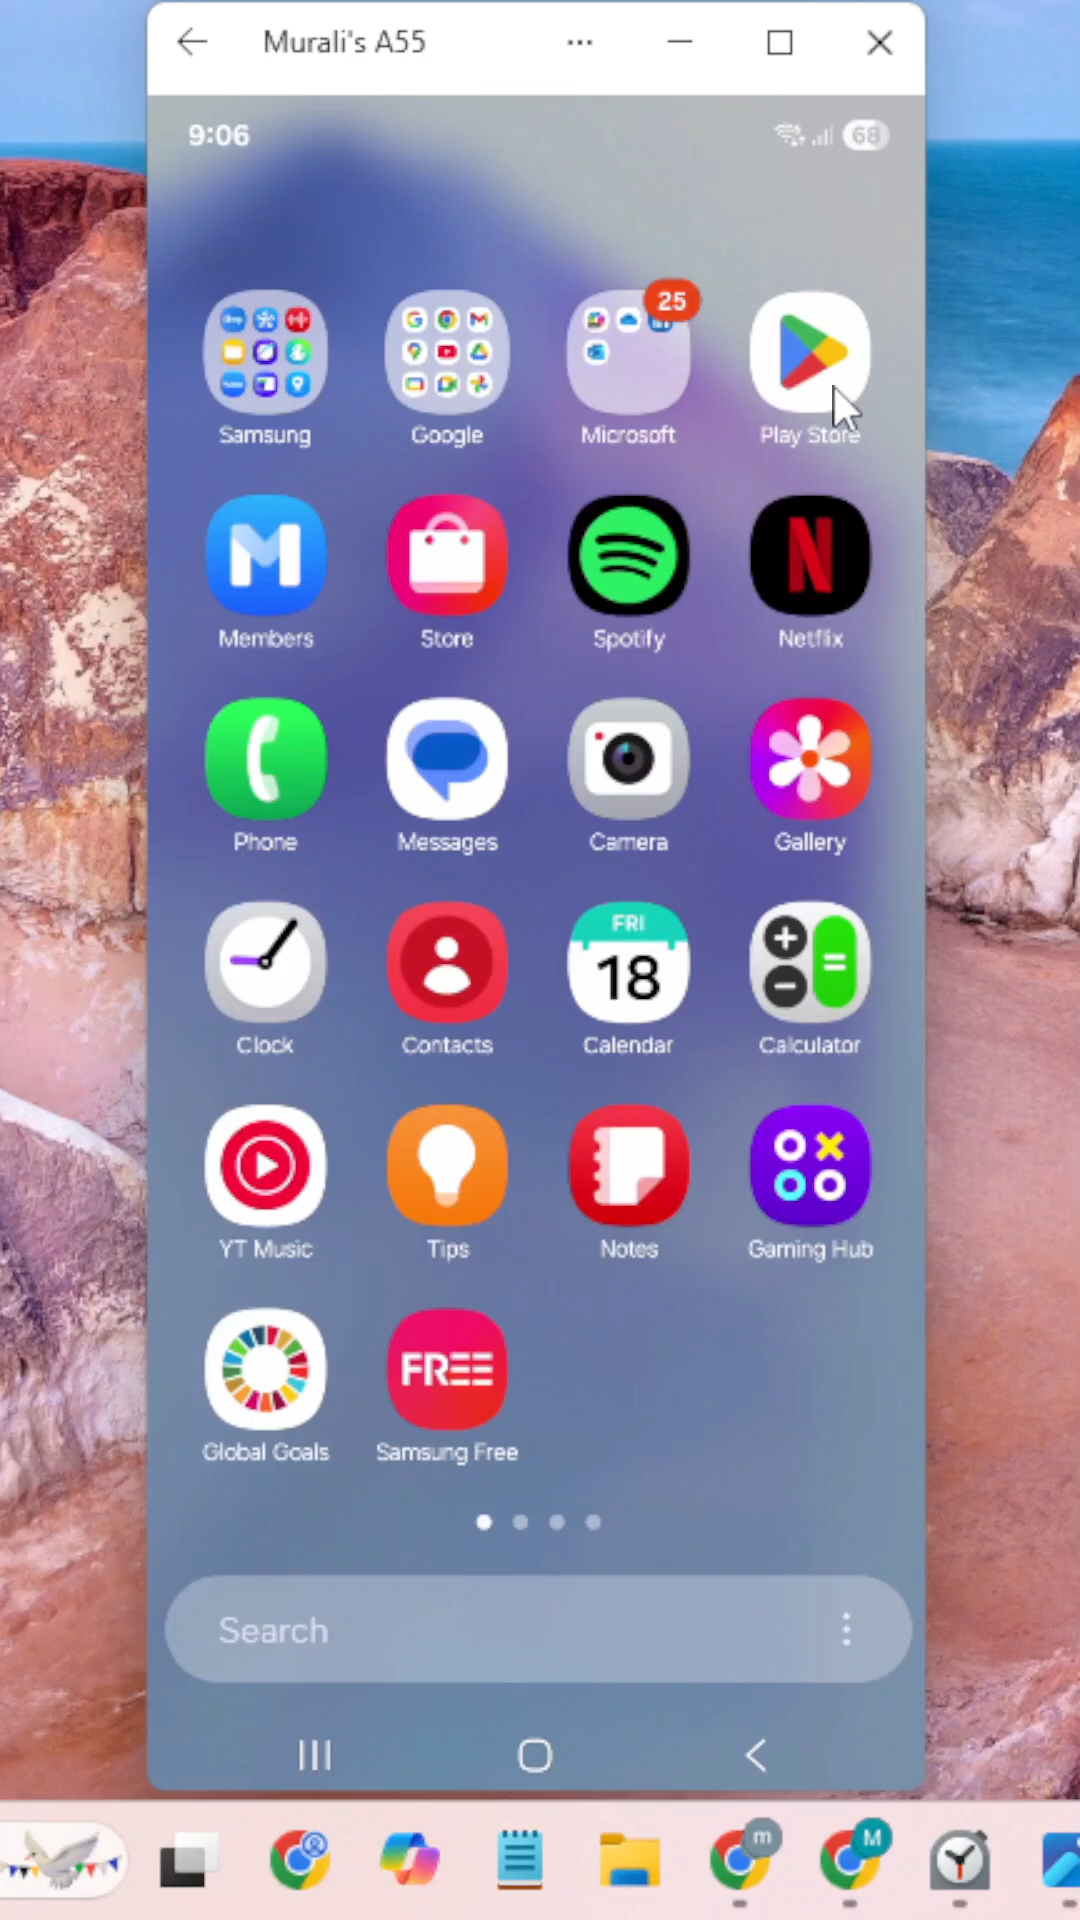 Murali's A55
9:06
68
25
Samsung
Google
Microsoft
Play Store
Members
Store
Spotify
Netflix
Phone
Messages
Camera
Gallery
FRI
18
Clock
Contacts
Calendar
Calculator
YT Music
Tips
Notes
Gaming Hub
FREE
Global Goals
Samsung Free
Search
m
M